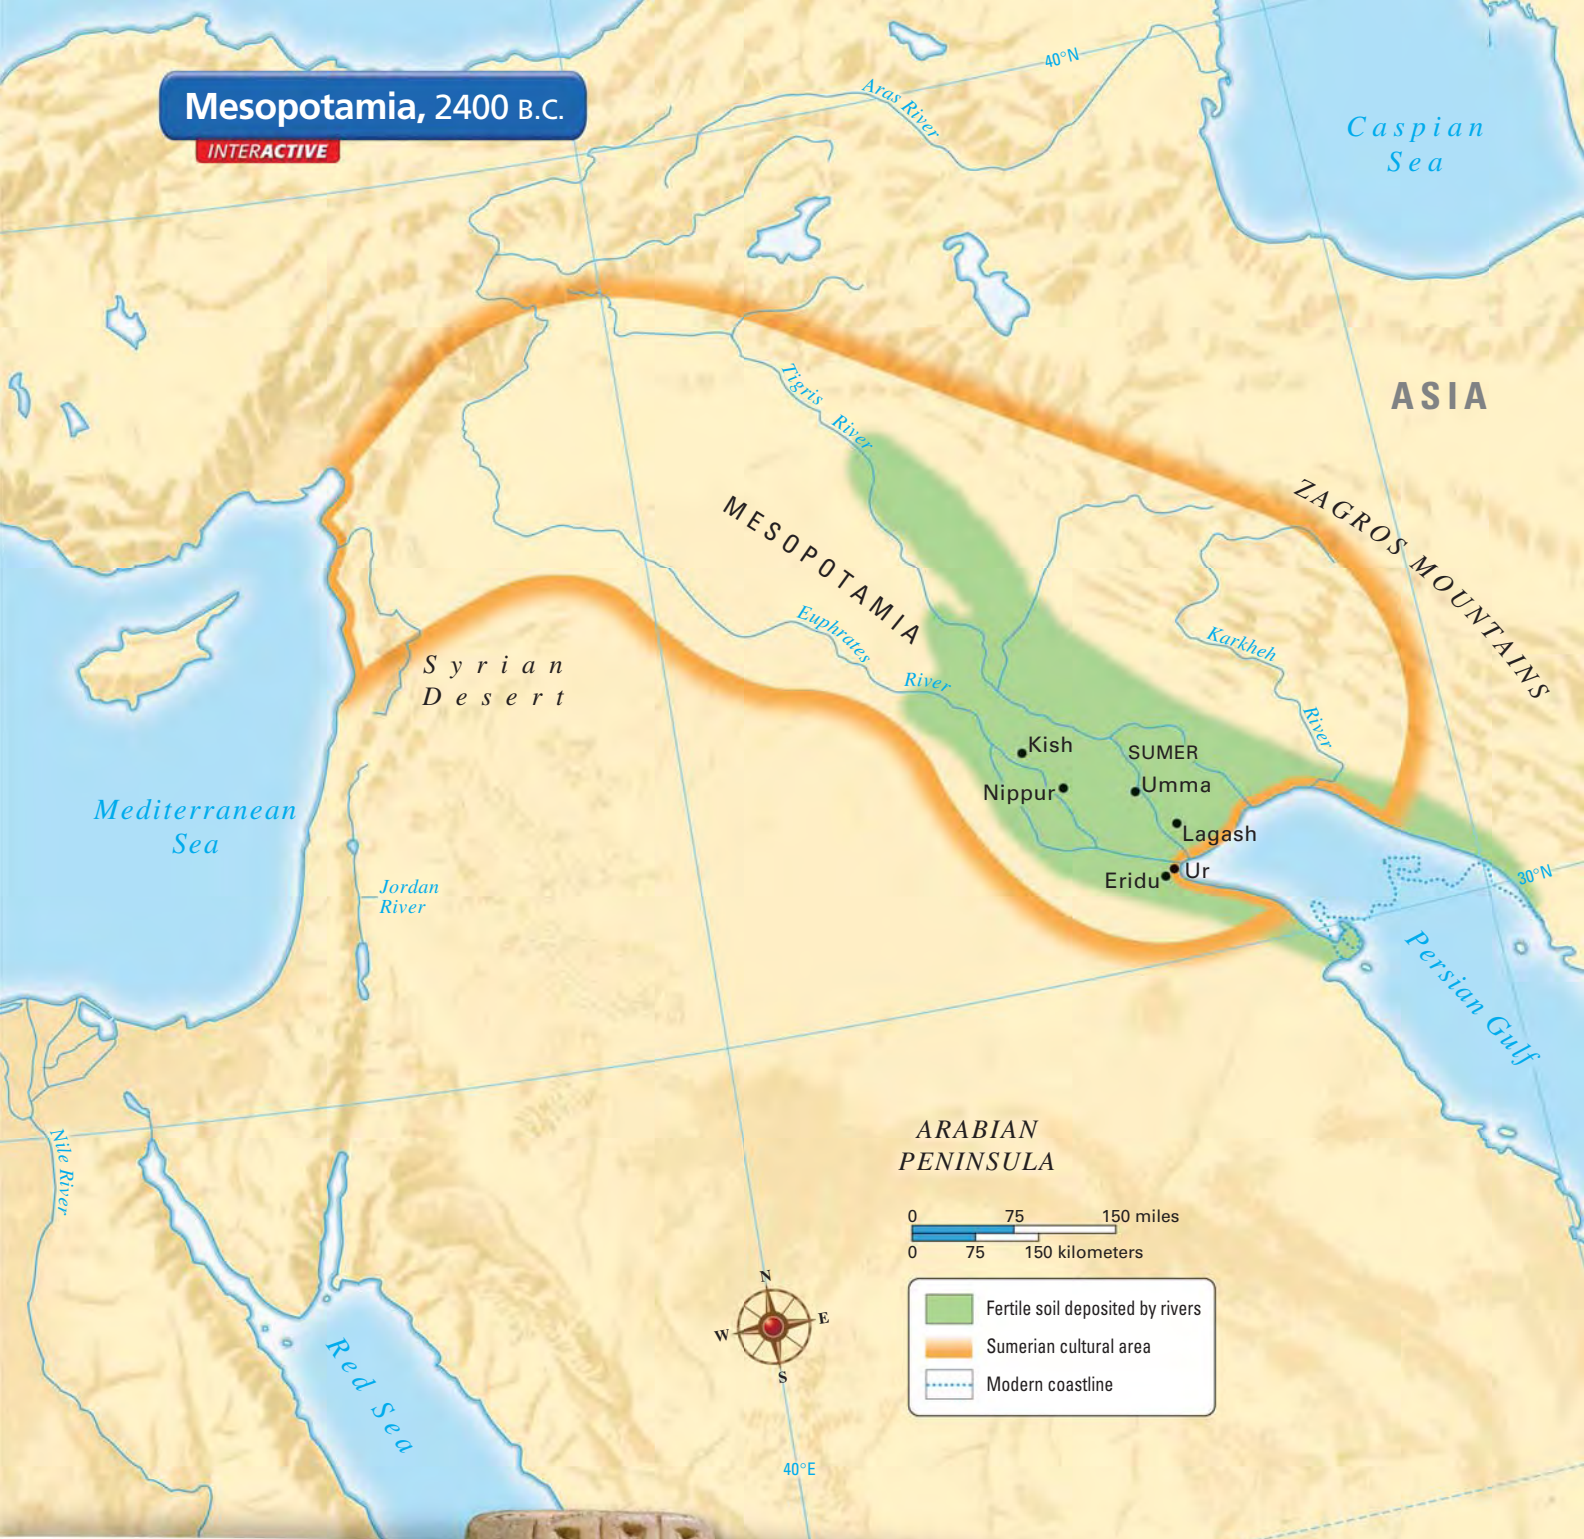 Mesopotamia, 2400 B.C.
INTERACTIVE
40°N
Aras River
Caspian
Sea
ASIA
Tigris River
ZAGROS MOUNTAINS
MESOPOTAMIA
Euphrates River
Karkheh River
Syrian
Desert
Kish
SUMER
Nippur
Umma
Lagash
Ur
Eridu
Mediterranean
Sea
Jordan
River
30°N
Persian Gulf
Nile River
ARABIAN
PENINSULA
0 75 150 miles
0 75 150 kilometers
N
W E
S
Fertile soil deposited by rivers
Sumerian cultural area
Modern coastline
Red Sea
40°E